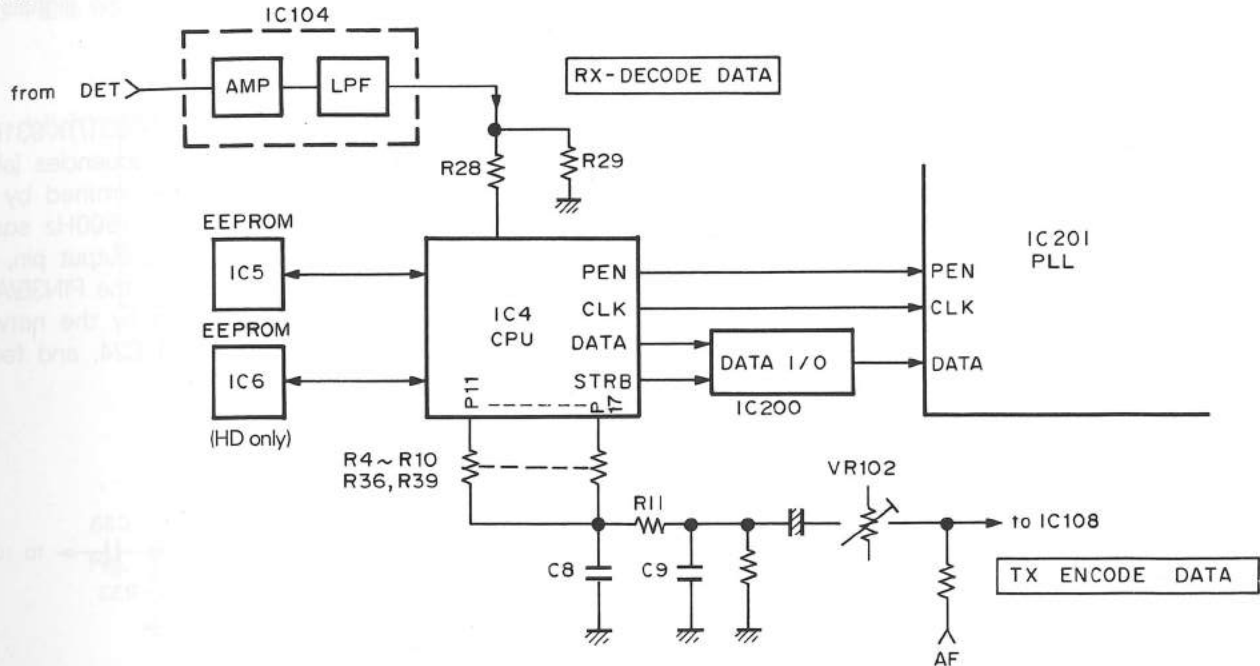 IC104
from DET
AMP
LPF
RX-DECODE DATA
R28
R29
EEPROM
IC5
EEPROM
IC6
(HD only)
IC4
CPU
PEN
CLK
DATA
STRB
P11
P17
DATA I/O
IC200
IC201
PLL
PEN
CLK
DATA
R4~R10
R36, R39
R11
VR102
to IC108
C8
C9
TX ENCODE DATA
AF